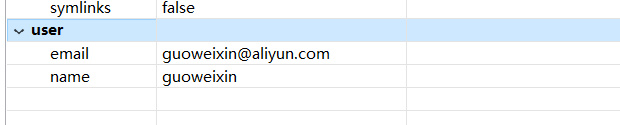 symlinks false
user
email guoweixin@aliyun.com
name guoweixin